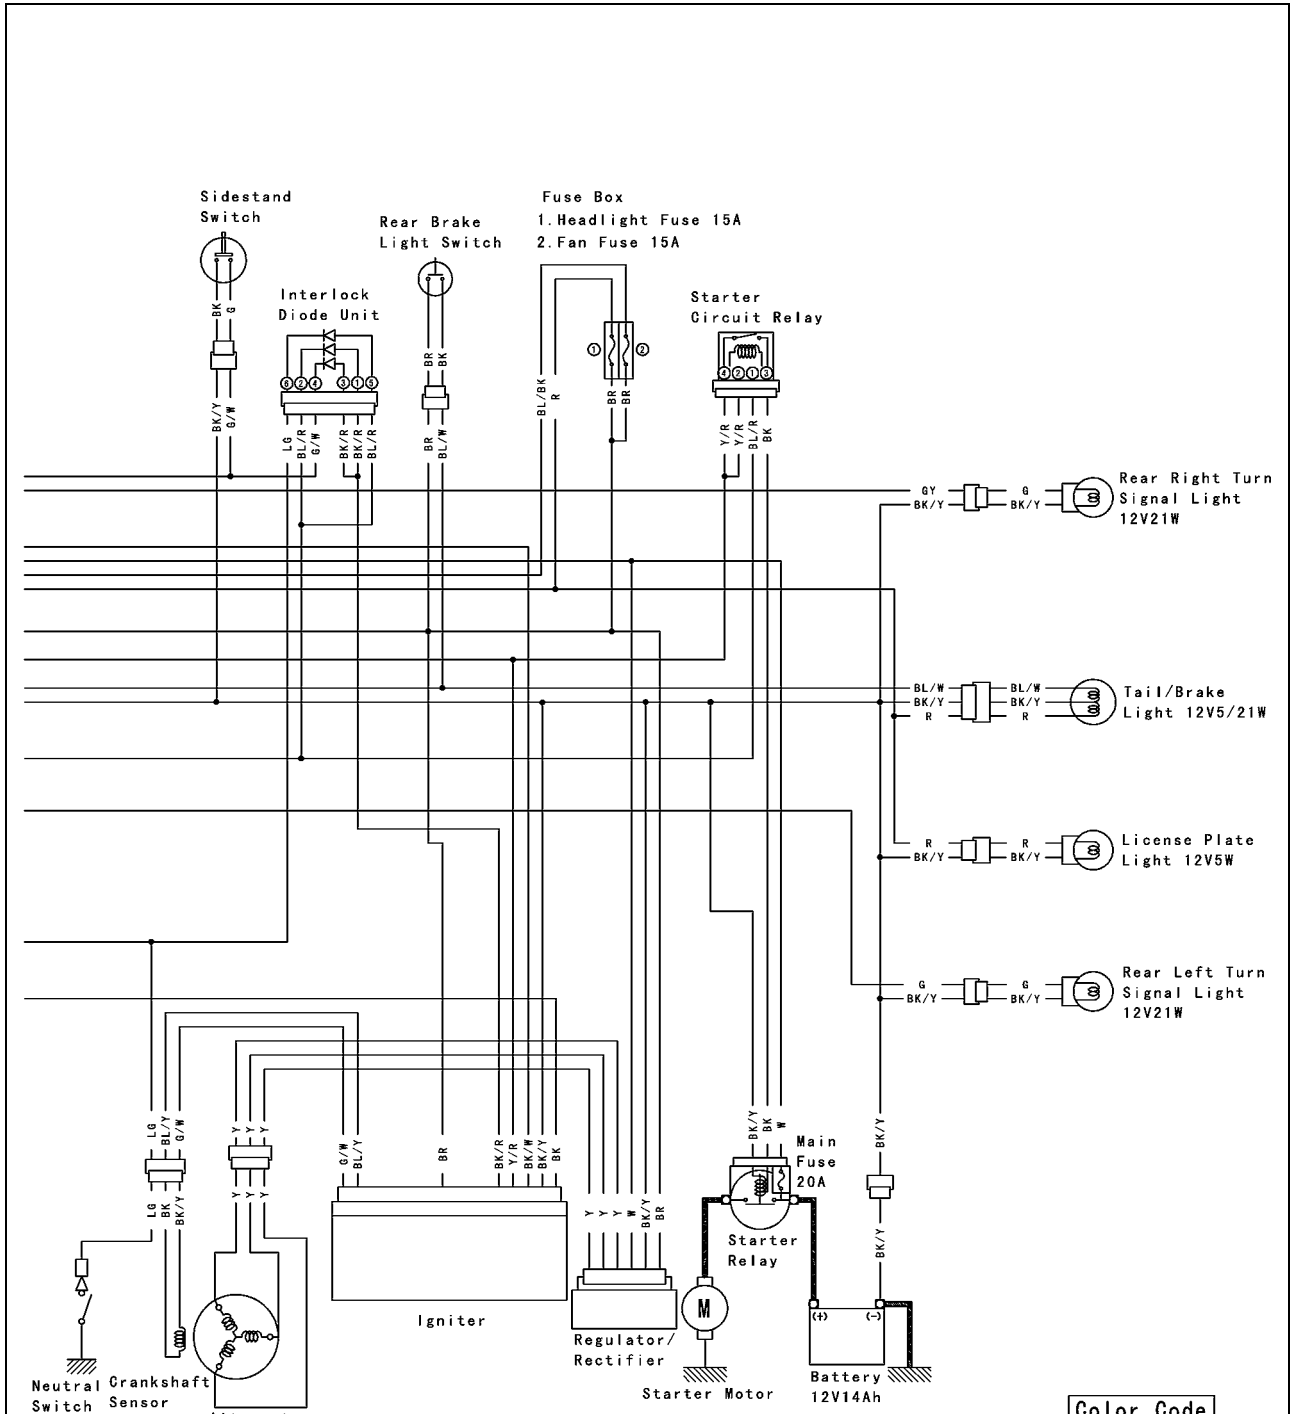 Sidestand
Switch
Rear Brake
Light Switch
Fuse Box
1.Headlight Fuse 15A
2.Fan Fuse 15A
Interlock
Diode Unit
Starter
Circuit Relay
BK G
BR BK
BL/BK R
1 2
6 2 4 3 1 5
4 2 1 3
BR BR
BK/Y G/W
LG BL/R G/W BK/R BK/R BL/R
BR BL/W
Y/R Y/R BL/R BK
GY G
BK/Y BK/Y
Rear Right Turn
Signal Light
12V21W
BL/W BL/W
BK/Y BK/Y
R R
Tail/Brake
Light 12V5/21W
R R
BK/Y BK/Y
License Plate
Light 12V5W
G G
BK/Y BK/Y
Rear Left Turn
Signal Light
12V21W
LG BL/Y G/W Y Y Y
G/W BL/Y BR BK/R Y/R BK/W BK/Y BK
BK/Y BK W
BK/Y
Main
Fuse
20A
LG BK BK/Y Y Y Y
Y Y Y W BK/Y BR
BK/Y
Starter
Relay
M
(+) (-)
Igniter
Regulator/
Rectifier
Starter Motor
Battery
12V14Ah
Neutral
Switch
Crankshaft
Sensor
Color Code